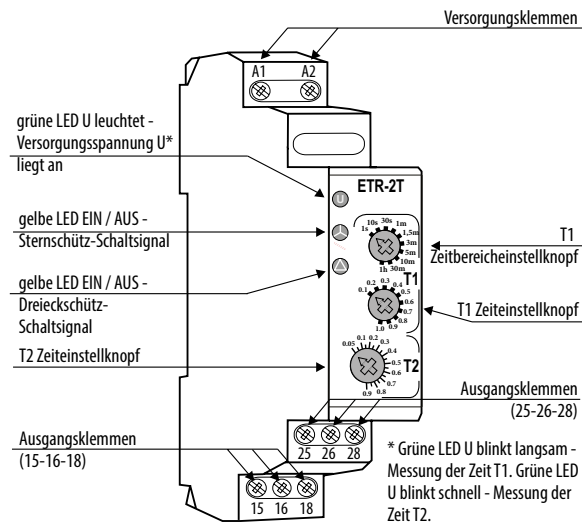 Versorgungsklemmen
A1 A2
grüne LED U leuchtet -
Versorgungsspannung U*
liegt an
gelbe LED EIN / AUS -
Sternschütz-Schaltsignal
gelbe LED EIN / AUS -
Dreieckschütz-
Schaltsignal
T2 Zeiteinstellknopf
ETR-2T
U
1s 10s 30s 1m 1,5m 3m 5m 10m 30m 1h
T1
0.1 0.2 0.3 0.4 0.5 0.6 0.7 0.8 0.9 1.0
0.05 0.1 0.2 0.3 0.4 0.5 0.6 0.7 0.8 0.9
T2
T1
Zeitbereicheinstellknopf
T1 Zeiteinstellknopf
Ausgangsklemmen
(25-26-28)
25 26 28
Ausgangsklemmen
(15-16-18)
15 16 18
* Grüne LED U blinkt langsam -
Messung der Zeit T1. Grüne LED
U blinkt schnell - Messung der
Zeit T2.